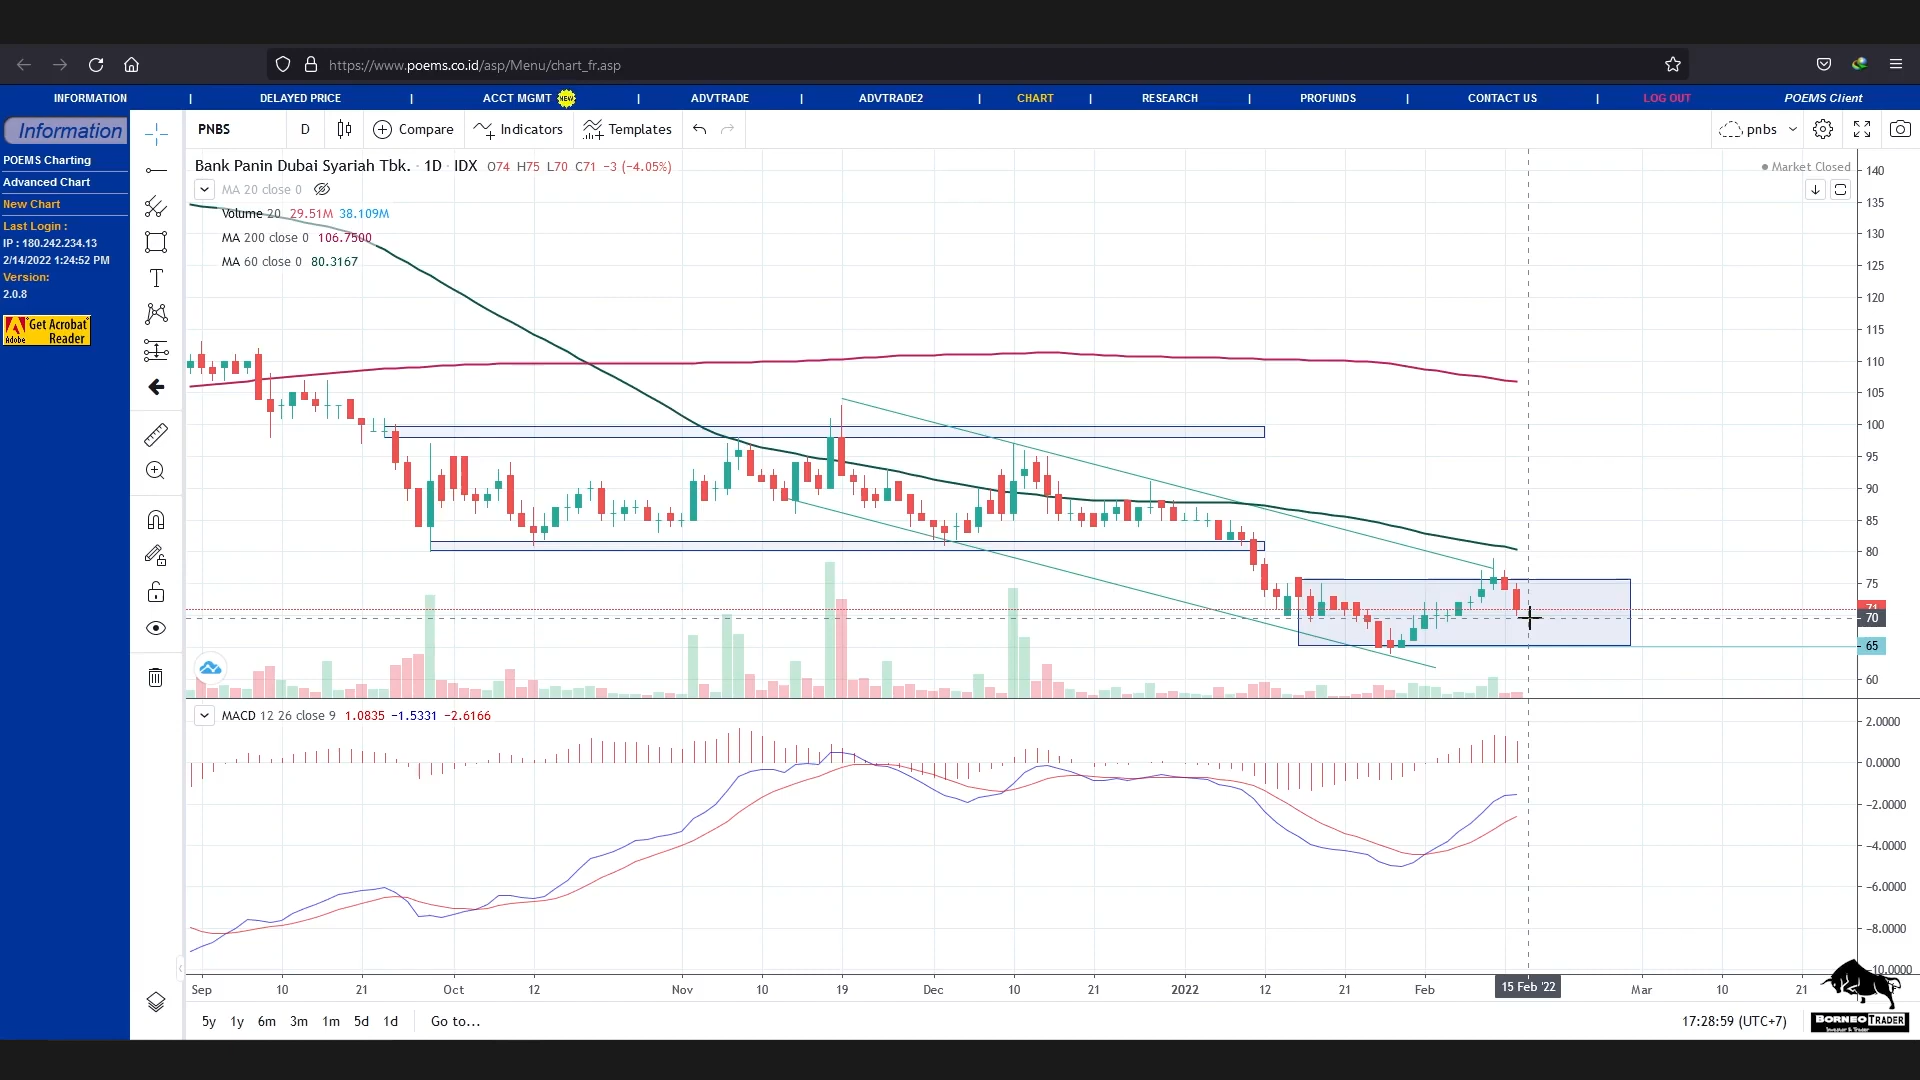 https://www.poems.co.id/asp/Menu/chart_fr.asp
INFORMATION | DELAYED PRICE | ACCT MGMT NEW | ADVTRADE | ADVTRADE2 | CHART | RESEARCH | PROFUNDS | CONTACT US | LOG OUT POEMS Client
Information
POEMS Charting
Advanced Chart
New Chart
Last Login :
IP : 180.242.234.13
2/14/2022 1:24:52 PM
Version:
2.0.8
Get Acrobat
Adobe Reader
PNBS D Compare Indicators Templates pnbs
Bank Panin Dubai Syariah Tbk. · 1D · IDX O74 H75 L70 C71 −3 (−4.05%)
Market Closed
MA 20 close 0
Volume 20 29.51M 38.109M
MA 200 close 0 106.7500
MA 60 close 0 80.3167
140
135
130
125
120
115
110
105
100
95
90
85
80
75
71
70
65
60
MACD 12 26 close 9 1.0835 −1.5331 −2.6166
2.0000
0.0000
−2.0000
−4.0000
−6.0000
−8.0000
−10.0000
Sep 10 21 Oct 12 Nov 10 19 Dec 10 21 2022 12 21 Feb 15 Feb '22 Mar 10 21
5y 1y 6m 3m 1m 5d 1d Go to... 17:28:59 (UTC+7)
BORNEO TRADER
Investor & Trader